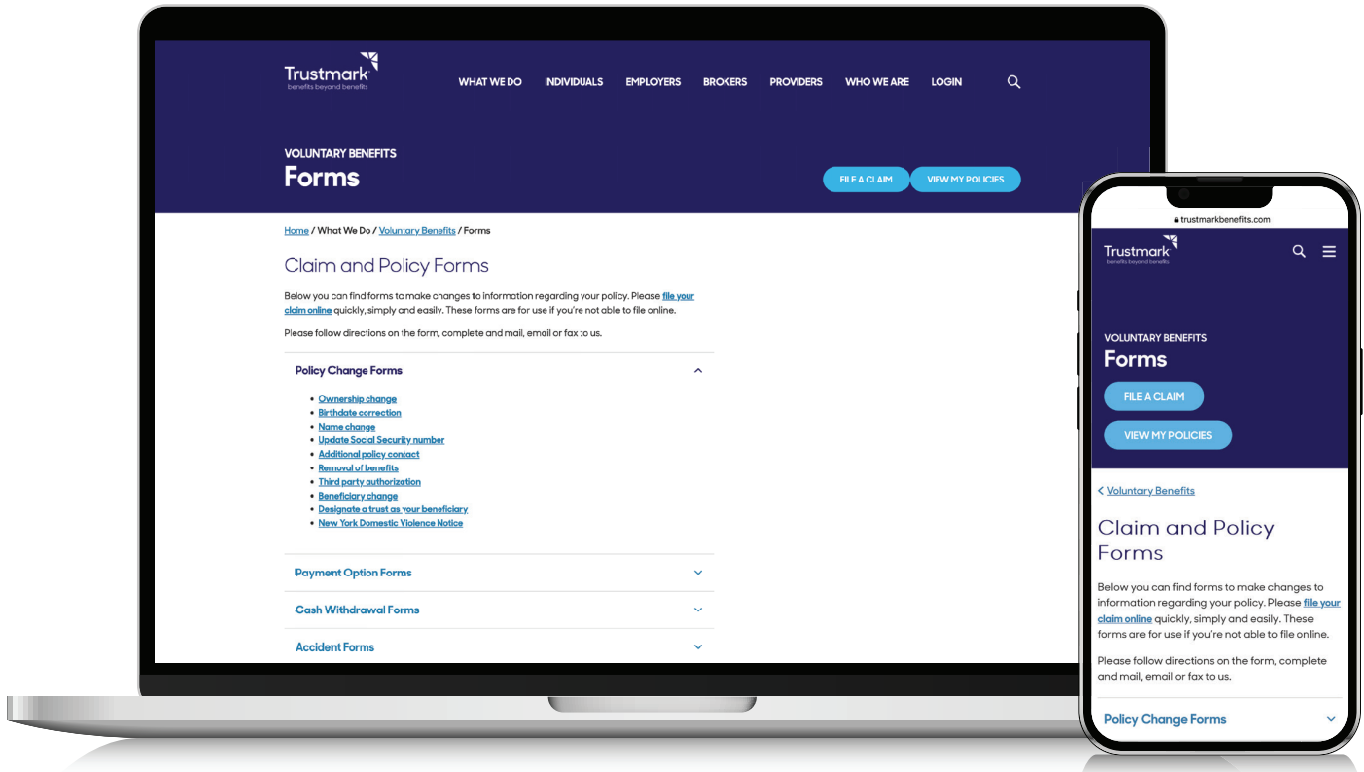 Trustmark
benefits beyond benefits
WHAT WE DO INDIVIDUALS EMPLOYERS BROKERS PROVIDERS WHO WE ARE LOGIN
VOLUNTARY BENEFITS
Forms
FILE A CLAIM VIEW MY POLICIES
Home / What We Do / Voluntary Benefits / Forms
Claim and Policy Forms
Below you can find forms to make changes to information regarding your policy. Please file your
claim online quickly, simply and easily. These forms are for use if you're not able to file online.
Please follow directions on the form, complete and mail, email or fax to us.
Policy Change Forms
• Ownership change
• Birthdate correction
• Name change
• Update Social Security number
• Additional policy contact
• Removal of benefits
• Third party authorization
• Beneficiary change
• Designate a trust as your beneficiary
• New York Domestic Violence Notice
Payment Option Forms
Cash Withdrawal Forms
Accident Forms
trustmarkbenefits.com
Trustmark
benefits beyond benefits
VOLUNTARY BENEFITS
Forms
FILE A CLAIM
VIEW MY POLICIES
< Voluntary Benefits
Claim and Policy
Forms
Below you can find forms to make changes to
information regarding your policy. Please file your
claim online quickly, simply and easily. These
forms are for use if you're not able to file online.
Please follow directions on the form, complete
and mail, email or fax to us.
Policy Change Forms